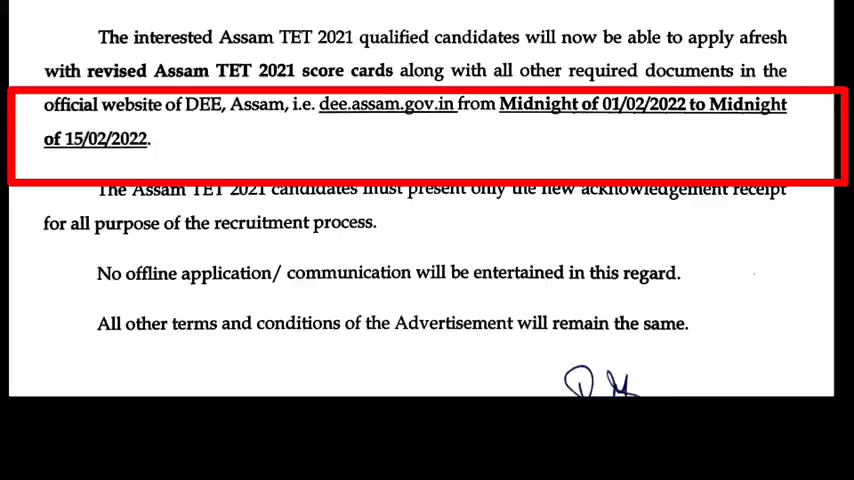 The interested Assam TET 2021 qualified candidates will now be able to apply afresh
with revised Assam TET 2021 score cards along with all other required documents in the
official website of DEE, Assam, i.e. dee.assam.gov.in from Midnight of 01/02/2022 to Midnight
of 15/02/2022.
The Assam TET 2021 candidates must present only the new acknowledgement receipt
for all purpose of the recruitment process.
No offline application/ communication will be entertained in this regard.
All other terms and conditions of the Advertisement will remain the same.